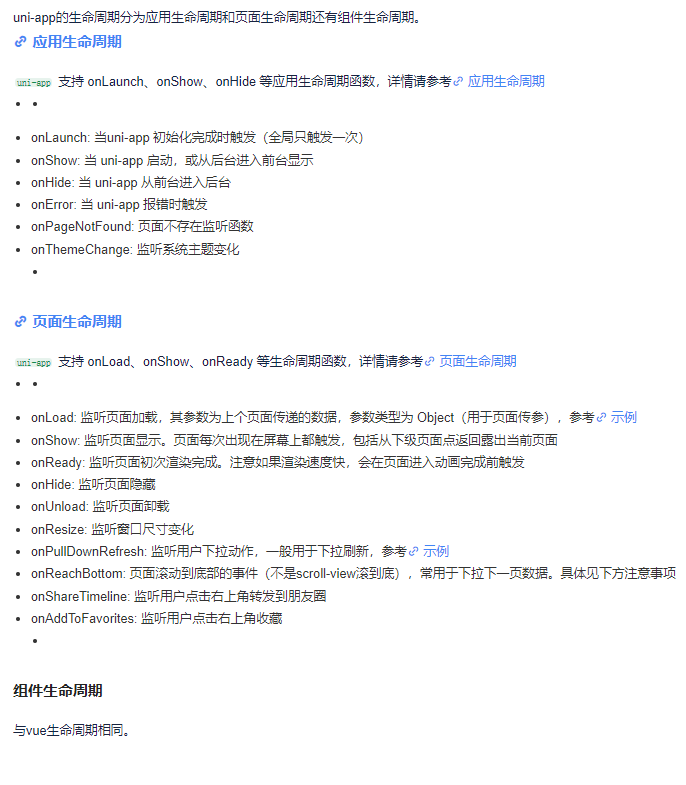 uni-app的生命周期分为应用生命周期和页面生命周期还有组件生命周期。
应用生命周期
uni-app 支持 onLaunch、onShow、onHide 等应用生命周期函数，详情请参考 应用生命周期
onLaunch: 当uni-app 初始化完成时触发（全局只触发一次）
onShow: 当 uni-app 启动，或从后台进入前台显示
onHide: 当 uni-app 从前台进入后台
onError: 当 uni-app 报错时触发
onPageNotFound: 页面不存在监听函数
onThemeChange: 监听系统主题变化
页面生命周期
uni-app 支持 onLoad、onShow、onReady 等生命周期函数，详情请参考 页面生命周期
onLoad: 监听页面加载，其参数为上个页面传递的数据，参数类型为 Object（用于页面传参），参考 示例
onShow: 监听页面显示。页面每次出现在屏幕上都触发，包括从下级页面点返回露出当前页面
onReady: 监听页面初次渲染完成。注意如果渲染速度快，会在页面进入动画完成前触发
onHide: 监听页面隐藏
onUnload: 监听页面卸载
onResize: 监听窗口尺寸变化
onPullDownRefresh: 监听用户下拉动作，一般用于下拉刷新，参考 示例
onReachBottom: 页面滚动到底部的事件（不是scroll-view滚到底），常用于下拉下一页数据。具体见下方注意事项
onShareTimeline: 监听用户点击右上角转发到朋友圈
onAddToFavorites: 监听用户点击右上角收藏
组件生命周期
与vue生命周期相同。